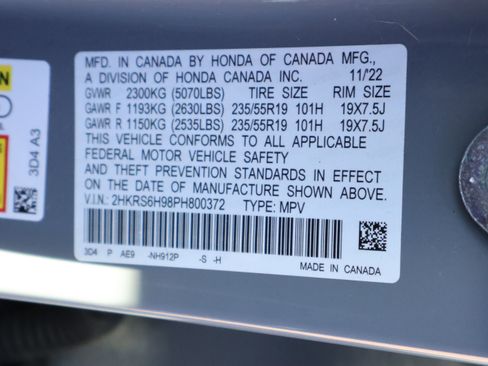 MFD. IN CANADA BY HONDA OF CANADA MFG.,
A DIVISION OF HONDA CANADA INC. 11/'22
GVWR 2300KG (5070LBS) TIRE SIZE RIM SIZE
GAWR F 1193KG (2630LBS) 235/55R19 101H 19X7.5J
GAWR R 1150KG (2535LBS) 235/55R19 101H 19X7.5J
THIS VEHICLE CONFORMS TO ALL APPLICABLE
FEDERAL MOTOR VEHICLE SAFETY
AND THEFT PREVENTION STANDARDS IN EFFECT
ON THE DATE OF MANUFACTURE SHOWN ABOVE.
V.I.N.: 2HKRS6H98PH800372 TYPE: MPV
3D4 P AE9 -NH912P -S -H
MADE IN CANADA
3D4 A3